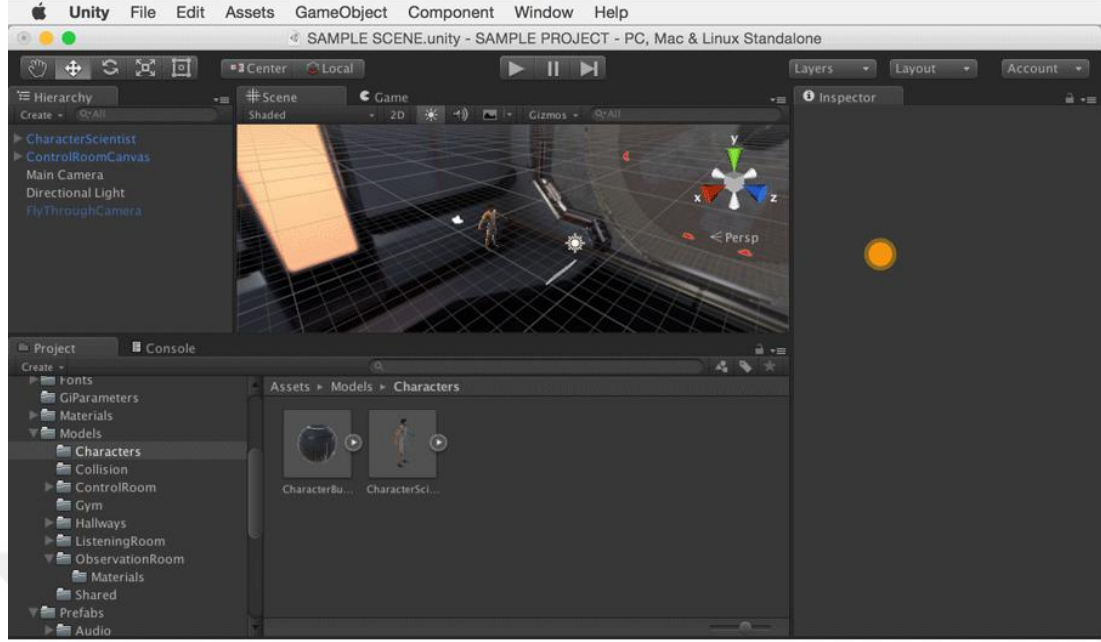 Unity File Edit Assets GameObject Component Window Help
SAMPLE SCENE.unity - SAMPLE PROJECT - PC, Mac & Linux Standalone
Center Local Layers Layout Account
Hierarchy
Create All
CharacterScientist
ControlRoomCanvas
Main Camera
Directional Light
FlyThroughCamera
Scene Game
Shaded 2D Gizmos All
y
x z
Persp
Inspector
Project Console
Create
Fonts
GiParameters
Materials
Models
Characters
Collision
ControlRoom
Gym
Hallways
ListeningRoom
ObservationRoom
Materials
Shared
Prefabs
Audio
Assets Models Characters
CharacterBu... CharacterSci...